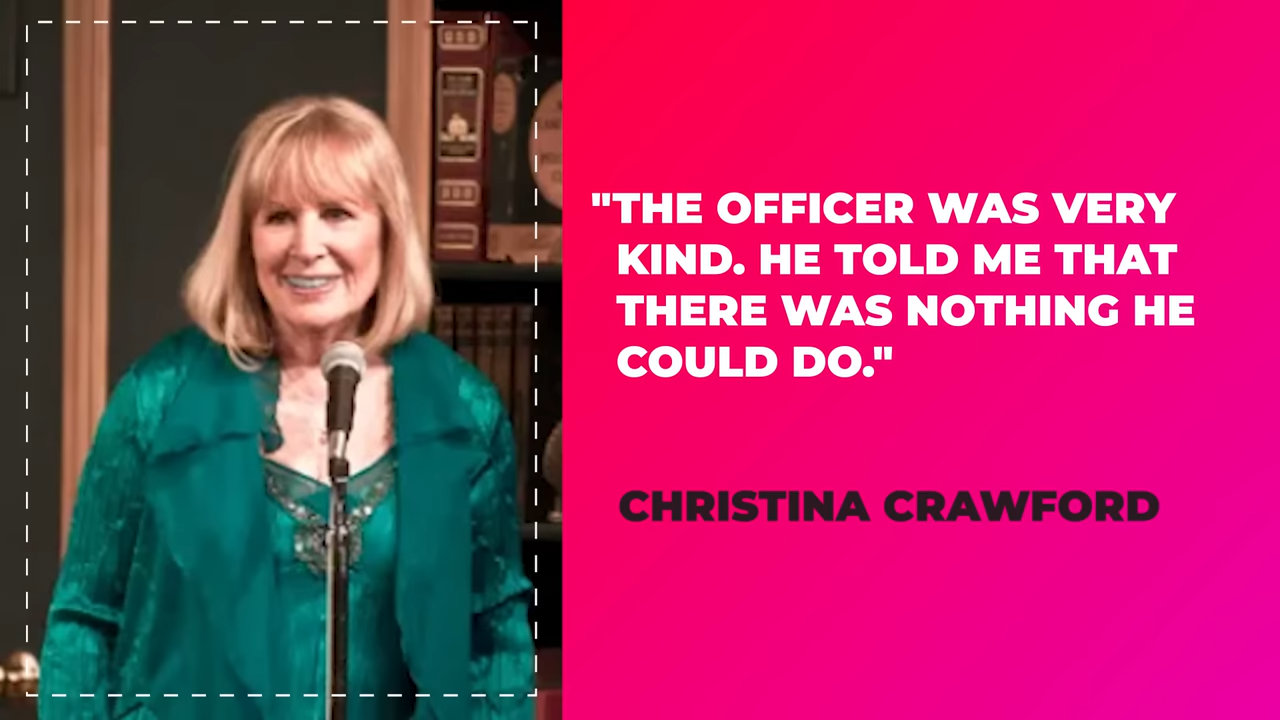 "THE OFFICER WAS VERY
KIND. HE TOLD ME THAT
THERE WAS NOTHING HE
COULD DO."
CHRISTINA CRAWFORD